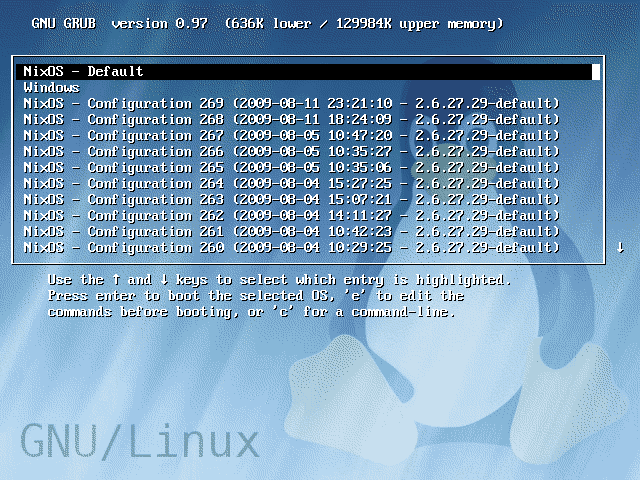 GNU GRUB  version 0.97  (636K lower / 129984K upper memory)
NixOS - Default
Windows
NixOS - Configuration 269 (2009-08-11 23:21:10 - 2.6.27.29-default)
NixOS - Configuration 268 (2009-08-11 18:24:09 - 2.6.27.29-default)
NixOS - Configuration 267 (2009-08-05 10:47:20 - 2.6.27.29-default)
NixOS - Configuration 266 (2009-08-05 10:35:27 - 2.6.27.29-default)
NixOS - Configuration 265 (2009-08-05 10:35:06 - 2.6.27.29-default)
NixOS - Configuration 264 (2009-08-04 15:27:25 - 2.6.27.29-default)
NixOS - Configuration 263 (2009-08-04 15:07:21 - 2.6.27.29-default)
NixOS - Configuration 262 (2009-08-04 14:11:27 - 2.6.27.29-default)
NixOS - Configuration 261 (2009-08-04 10:42:23 - 2.6.27.29-default)
NixOS - Configuration 260 (2009-08-04 10:29:25 - 2.6.27.29-default) ↓
Use the ↑ and ↓ keys to select which entry is highlighted.
Press enter to boot the selected OS, 'e' to edit the
commands before booting, or 'c' for a command-line.
GNU/Linux